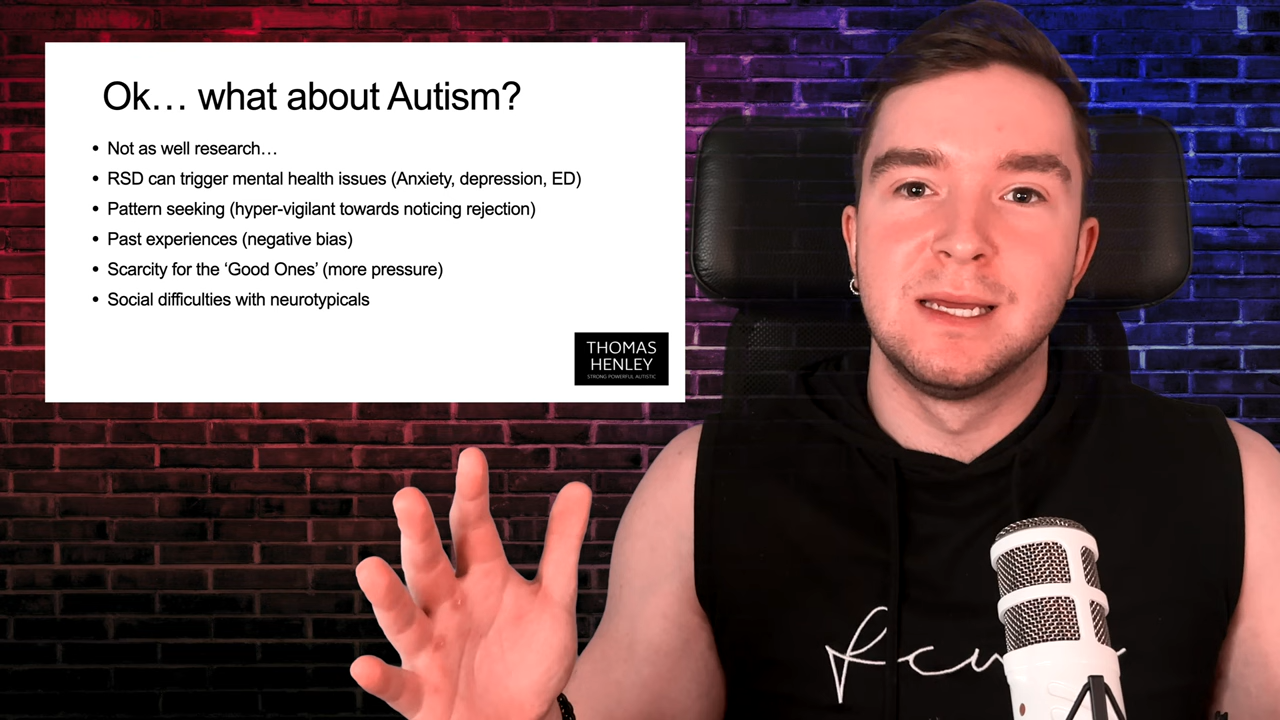 Ok… what about Autism?
• Not as well research…
• RSD can trigger mental health issues (Anxiety, depression, ED)
• Pattern seeking (hyper-vigilant towards noticing rejection)
• Past experiences (negative bias)
• Scarcity for the ‘Good Ones’ (more pressure)
• Social difficulties with neurotypicals
THOMAS
HENLEY
STRONG POWERFUL AUTISTIC